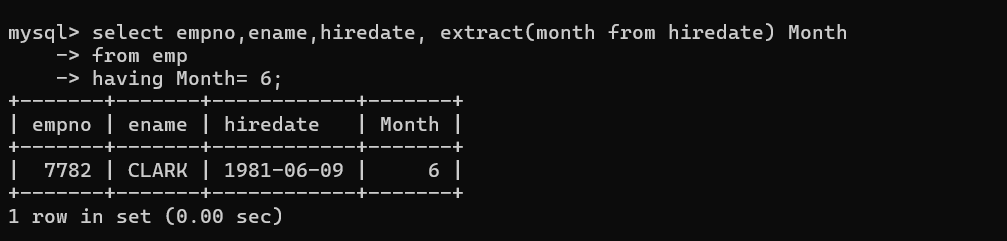 mysql> select empno,ename,hiredate, extract(month from hiredate) Month
    -> from emp
    -> having Month= 6;
+-------+-------+------------+-------+
| empno | ename | hiredate   | Month |
+-------+-------+------------+-------+
|  7782 | CLARK | 1981-06-09 |     6 |
+-------+-------+------------+-------+
1 row in set (0.00 sec)